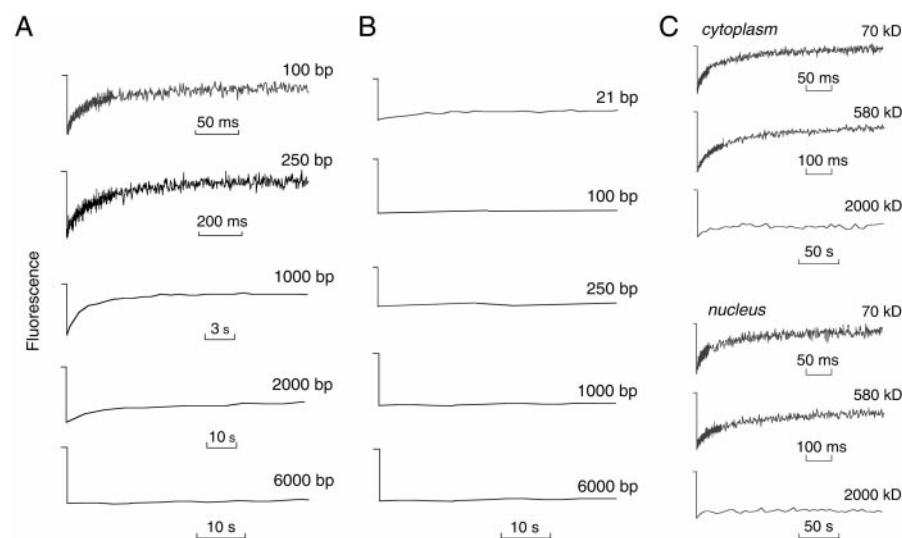 A
Fluorescence
100 bp
50 ms
250 bp
200 ms
1000 bp
3 s
2000 bp
10 s
6000 bp
10 s
B
21 bp
100 bp
250 bp
1000 bp
6000 bp
10 s
C
cytoplasm
70 kD
50 ms
580 kD
100 ms
2000 kD
50 s
nucleus
70 kD
50 ms
580 kD
100 ms
2000 kD
50 s